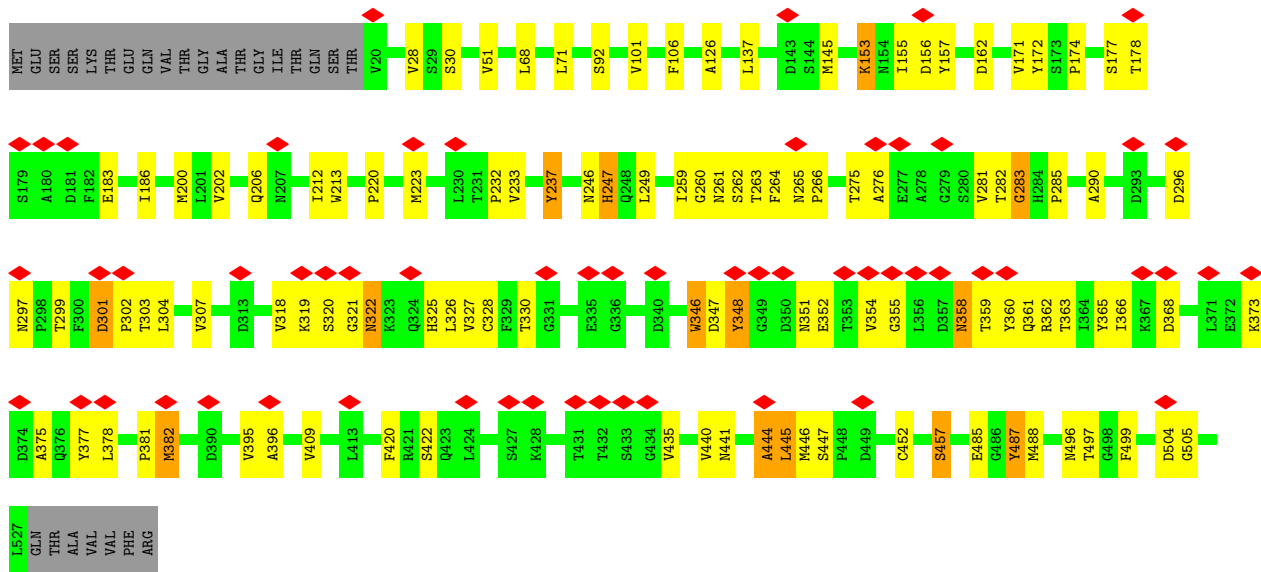 MET GLU SER SER LYS THR GLU GLN VAL THR GLY ALA THR GLY ILE THR GLN SER THR V20 V28 S29 S30 V51 L68 L71 S92 V101 F106 A126 L137 D143 S144 M145 K153 N154 I155 D156 Y157 D162 V171 Y172 S173 P174 S177 T178
S179 A180 D181 F182 E183 I186 M200 L201 V202 Q206 N207 I212 W213 P220 M223 L230 T231 P232 V233 Y237 N246 H247 Q248 L249 I259 G260 N261 S262 T263 F264 N265 P266 T275 A276 E277 A278 G279 S280 V281 T282 G283 H284 P285 A290 D293 D296
N297 P298 T299 F300 D301 P302 T303 L304 V307 D313 V318 K319 S320 G321 N322 K323 Q324 H325 L326 V327 C328 F329 T330 G331 E335 G336 D340 W346 D347 Y348 G349 D350 N351 E352 T353 V354 G355 L356 D357 N358 T359 Y360 Q361 R362 T363 I364 Y365 I366 K367 D368 L371 E372 K373
D374 A375 Q376 Y377 L378 P381 M382 D390 V395 A396 V409 L413 F420 R421 S422 Q423 L424 S427 K428 T431 T432 S433 G434 V435 V440 N441 A444 L445 M446 S447 P448 D449 C452 S457 E485 G486 Y487 M488 N496 T497 G498 F499 D504 G505
L527 GLN THR ALA VAL VAL PHE ARG